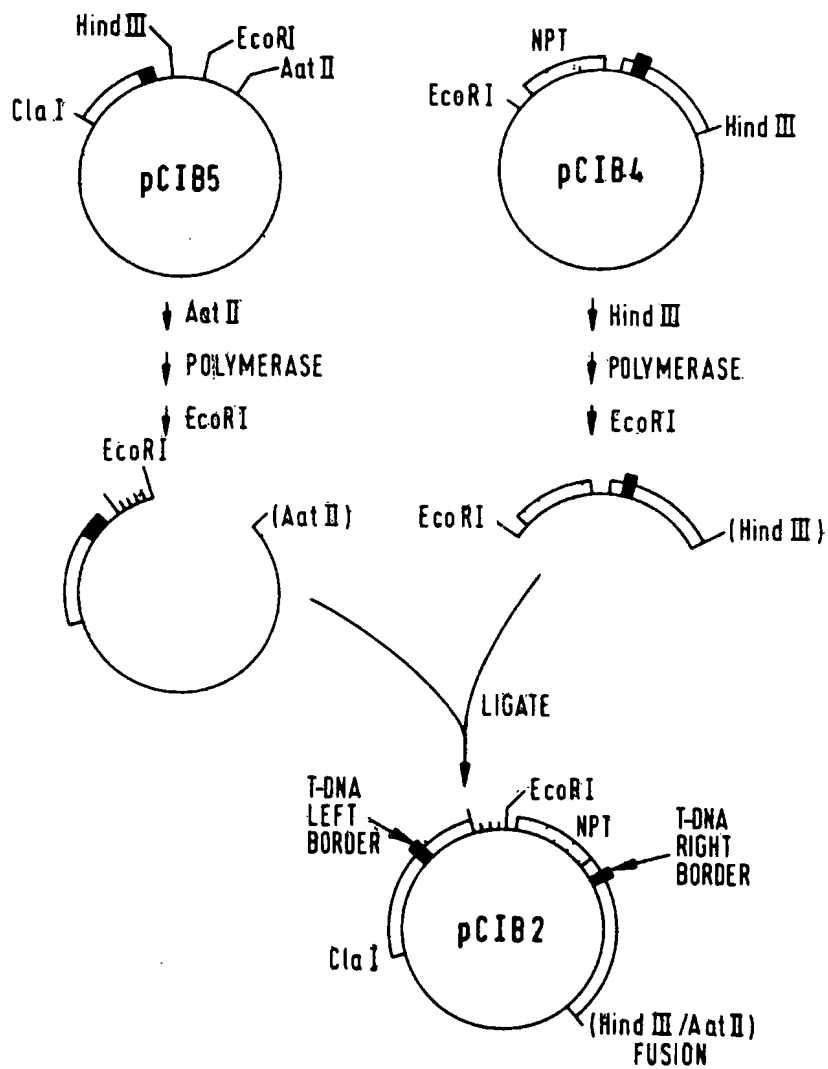 Hind III
EcoRI
Aat II
Cla I
pCIB5
NPT
EcoRI
Hind III
pCIB4
Aat II
POLYMERASE
EcoRI
Hind III
POLYMERASE
EcoRI
EcoRI
(Aat II)
EcoRI
(Hind III)
LIGATE
T-DNA
LEFT
BORDER
EcoRI
NPT
T-DNA
RIGHT
BORDER
Cla I
pCIB2
(Hind III/Aat II)
FUSION